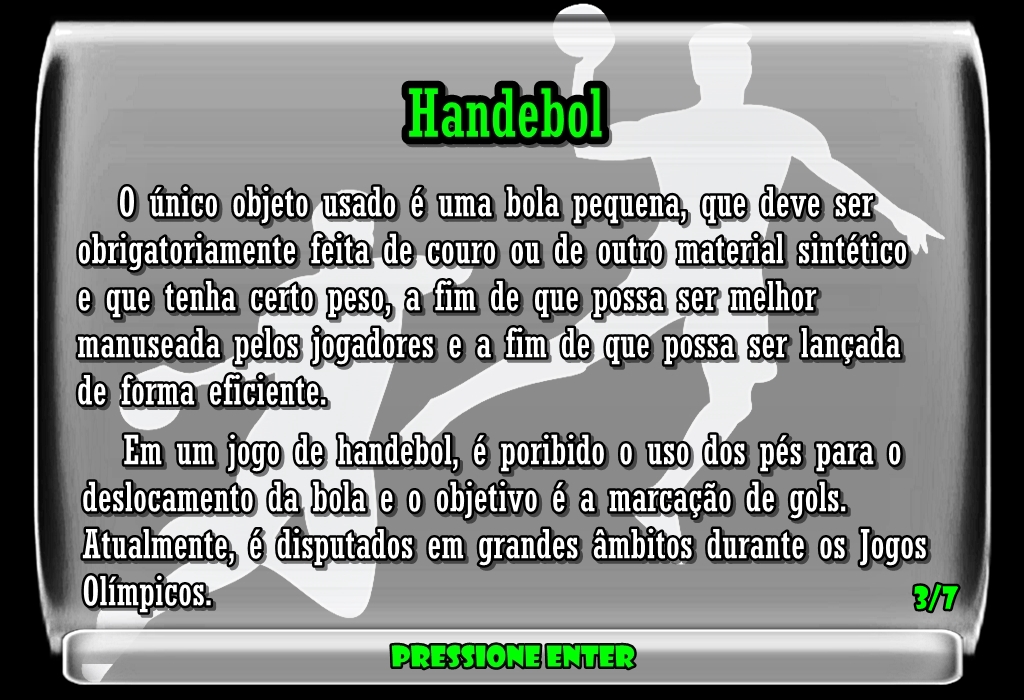 Handebol
O único objeto usado é uma bola pequena, que deve ser
obrigatoriamente feita de couro ou de outro material sintético
e que tenha certo peso, a fim de que possa ser melhor
manuseada pelos jogadores e a fim de que possa ser lançada
de forma eficiente.
Em um jogo de handebol, é poribido o uso dos pés para o
deslocamento da bola e o objetivo é a marcação de gols.
Atualmente, é disputados em grandes âmbitos durante os Jogos
Olímpicos.
3/7
PRESSIONE ENTER